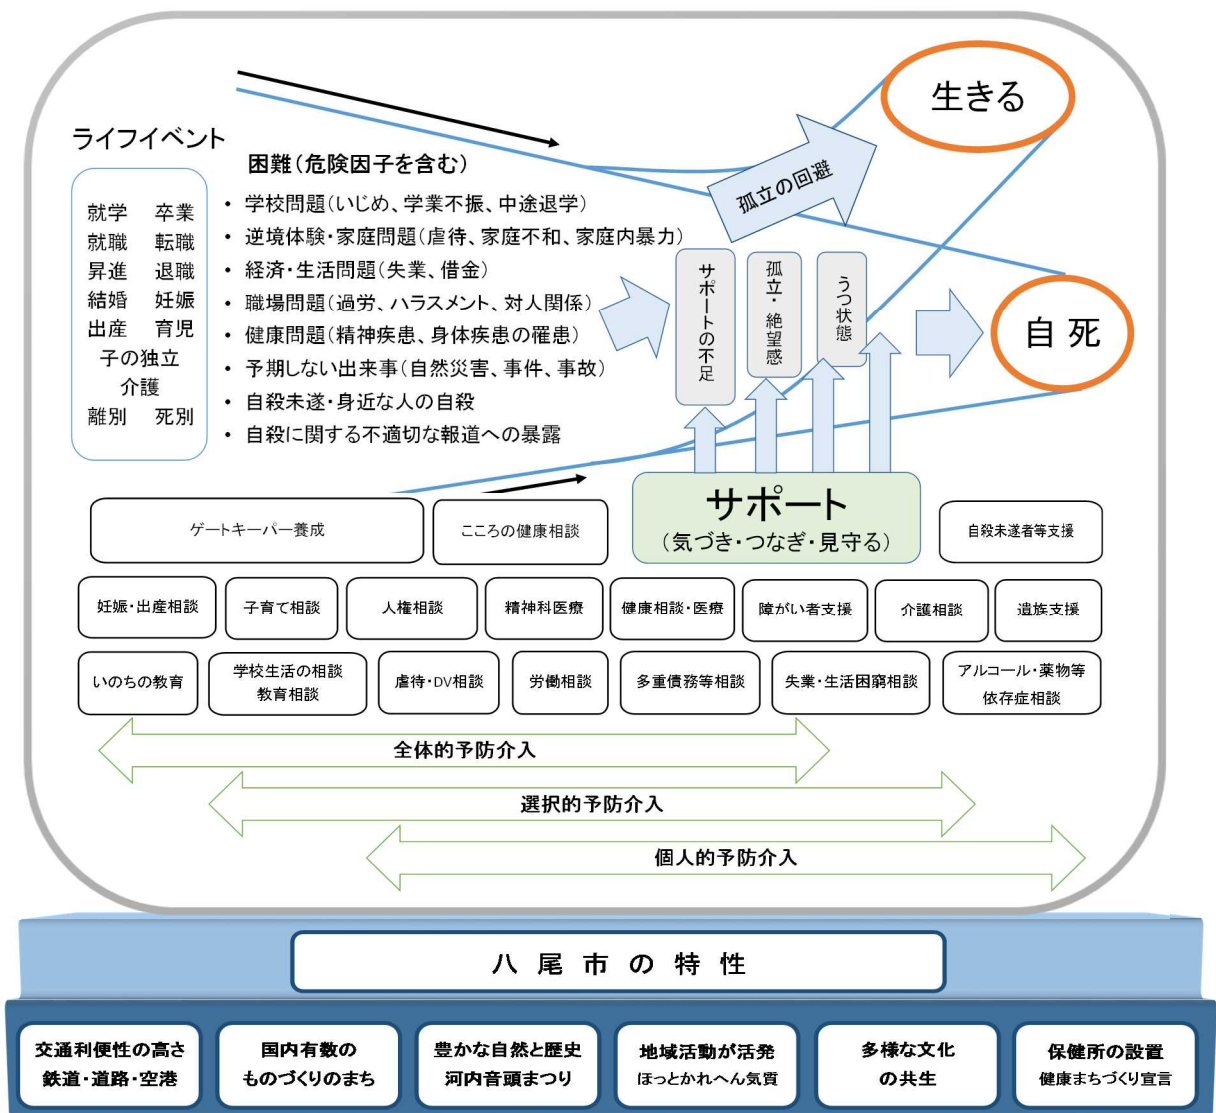 生きる
ライフイベント
就学 卒業
就職 転職
昇進 退職
結婚 妊娠
出産 育児
子の独立
介護
離別 死別
困難(危険因子を含む)
・ 学校問題(いじめ、学業不振、中途退学)
・ 逆境体験・家庭問題(虐待、家庭不和、家庭内暴力)
・ 経済・生活問題(失業、借金)
・ 職場問題(過労、ハラスメント、対人関係)
・ 健康問題(精神疾患、身体疾患の罹患)
・ 予期しない出来事(自然災害、事件、事故)
・ 自殺未遂・身近な人の自殺
・ 自殺に関する不適切な報道への暴露
孤立の回避
サポートの不足
孤立・絶望感
うつ状態
自 死
サポート
(気づき・つなぎ・見守る)
ゲートキーパー養成
こころの健康相談
自殺未遂者等支援
妊娠・出産相談
子育て相談
人権相談
精神科医療
健康相談・医療
障がい者支援
介護相談
遺族支援
いのちの教育
学校生活の相談
教育相談
虐待・DV相談
労働相談
多重債務等相談
失業・生活困窮相談
アルコール・薬物等
依存症相談
全体的予防介入
選択的予防介入
個人的予防介入
八 尾 市 の 特 性
交通利便性の高さ
鉄道・道路・空港
国内有数の
ものづくりのまち
豊かな自然と歴史
河内音頭まつり
地域活動が活発
ほっとかれへん気質
多様な文化
の共生
保健所の設置
健康まちづくり宣言